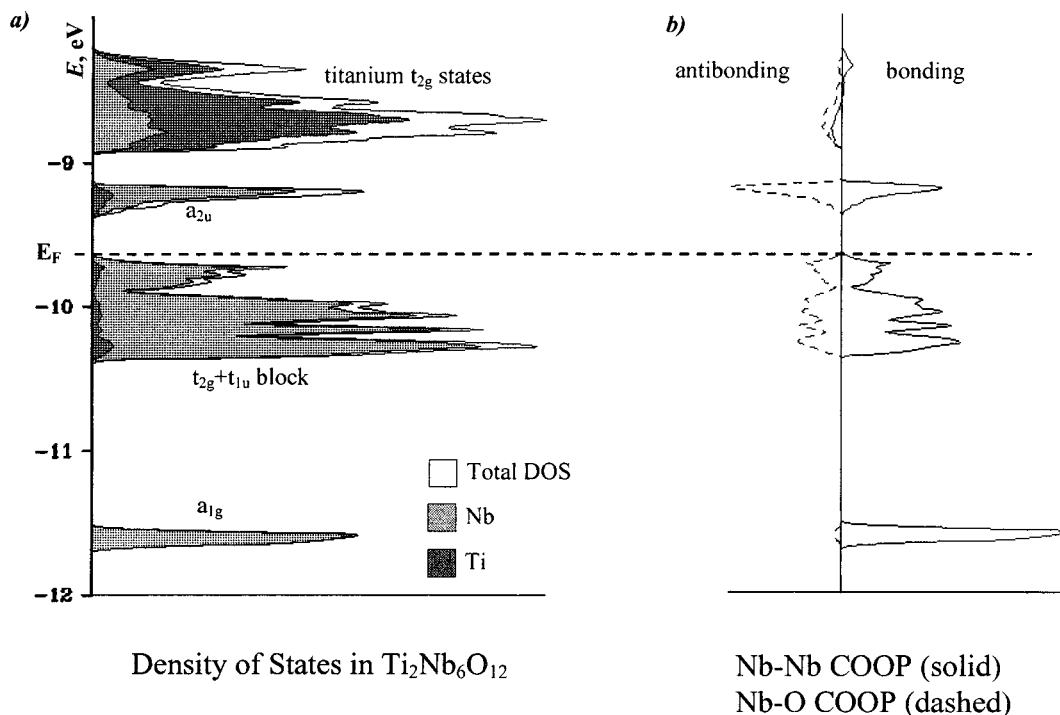 a)
b)
E, eV
titanium t2g states
antibonding
bonding
-9
a2u
EF
-10
t2g+t1u block
-11
Total DOS
a1g
Nb
Ti
-12
Density of States in Ti2Nb6O12
Nb-Nb COOP (solid)
Nb-O COOP (dashed)